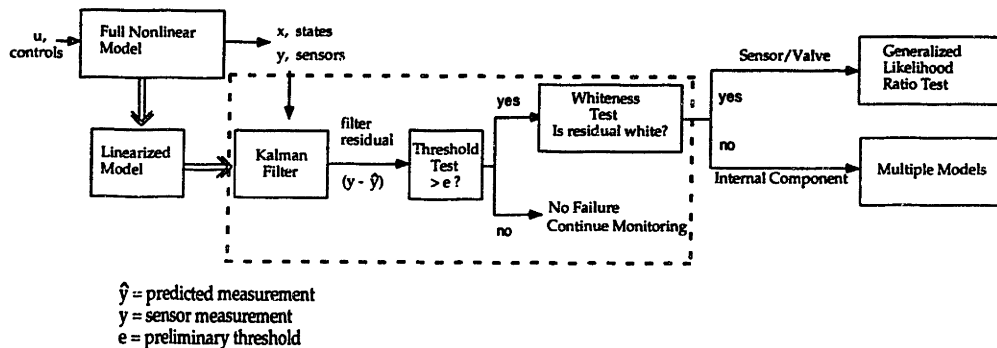 u,
controls
Full Nonlinear
Model
x, states
y, sensors
Linearized
Model
Kalman
Filter
filter
residual
(y - ŷ)
Threshold
Test
> e ?
yes
no
Whiteness
Test
Is residual white?
No Failure
Continue Monitoring
Sensor/Valve
yes
no
Internal Component
Generalized
Likelihood
Ratio Test
Multiple Models
ŷ = predicted measurement
y = sensor measurement
e = preliminary threshold